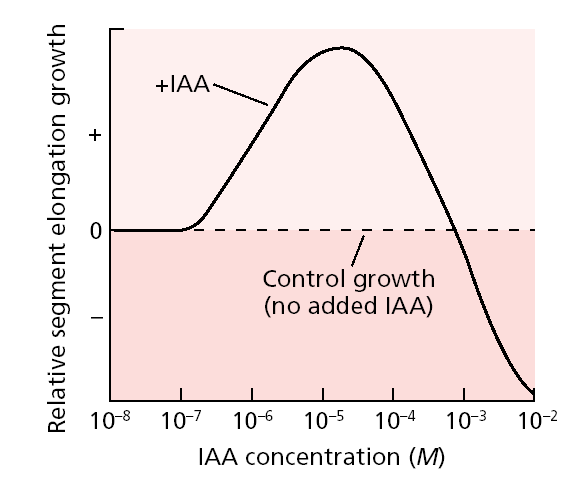 Relative segment elongation growth
+IAA
+
0
–
Control growth
(no added IAA)
10⁻⁸ 10⁻⁷ 10⁻⁶ 10⁻⁵ 10⁻⁴ 10⁻³ 10⁻²
IAA concentration (M)